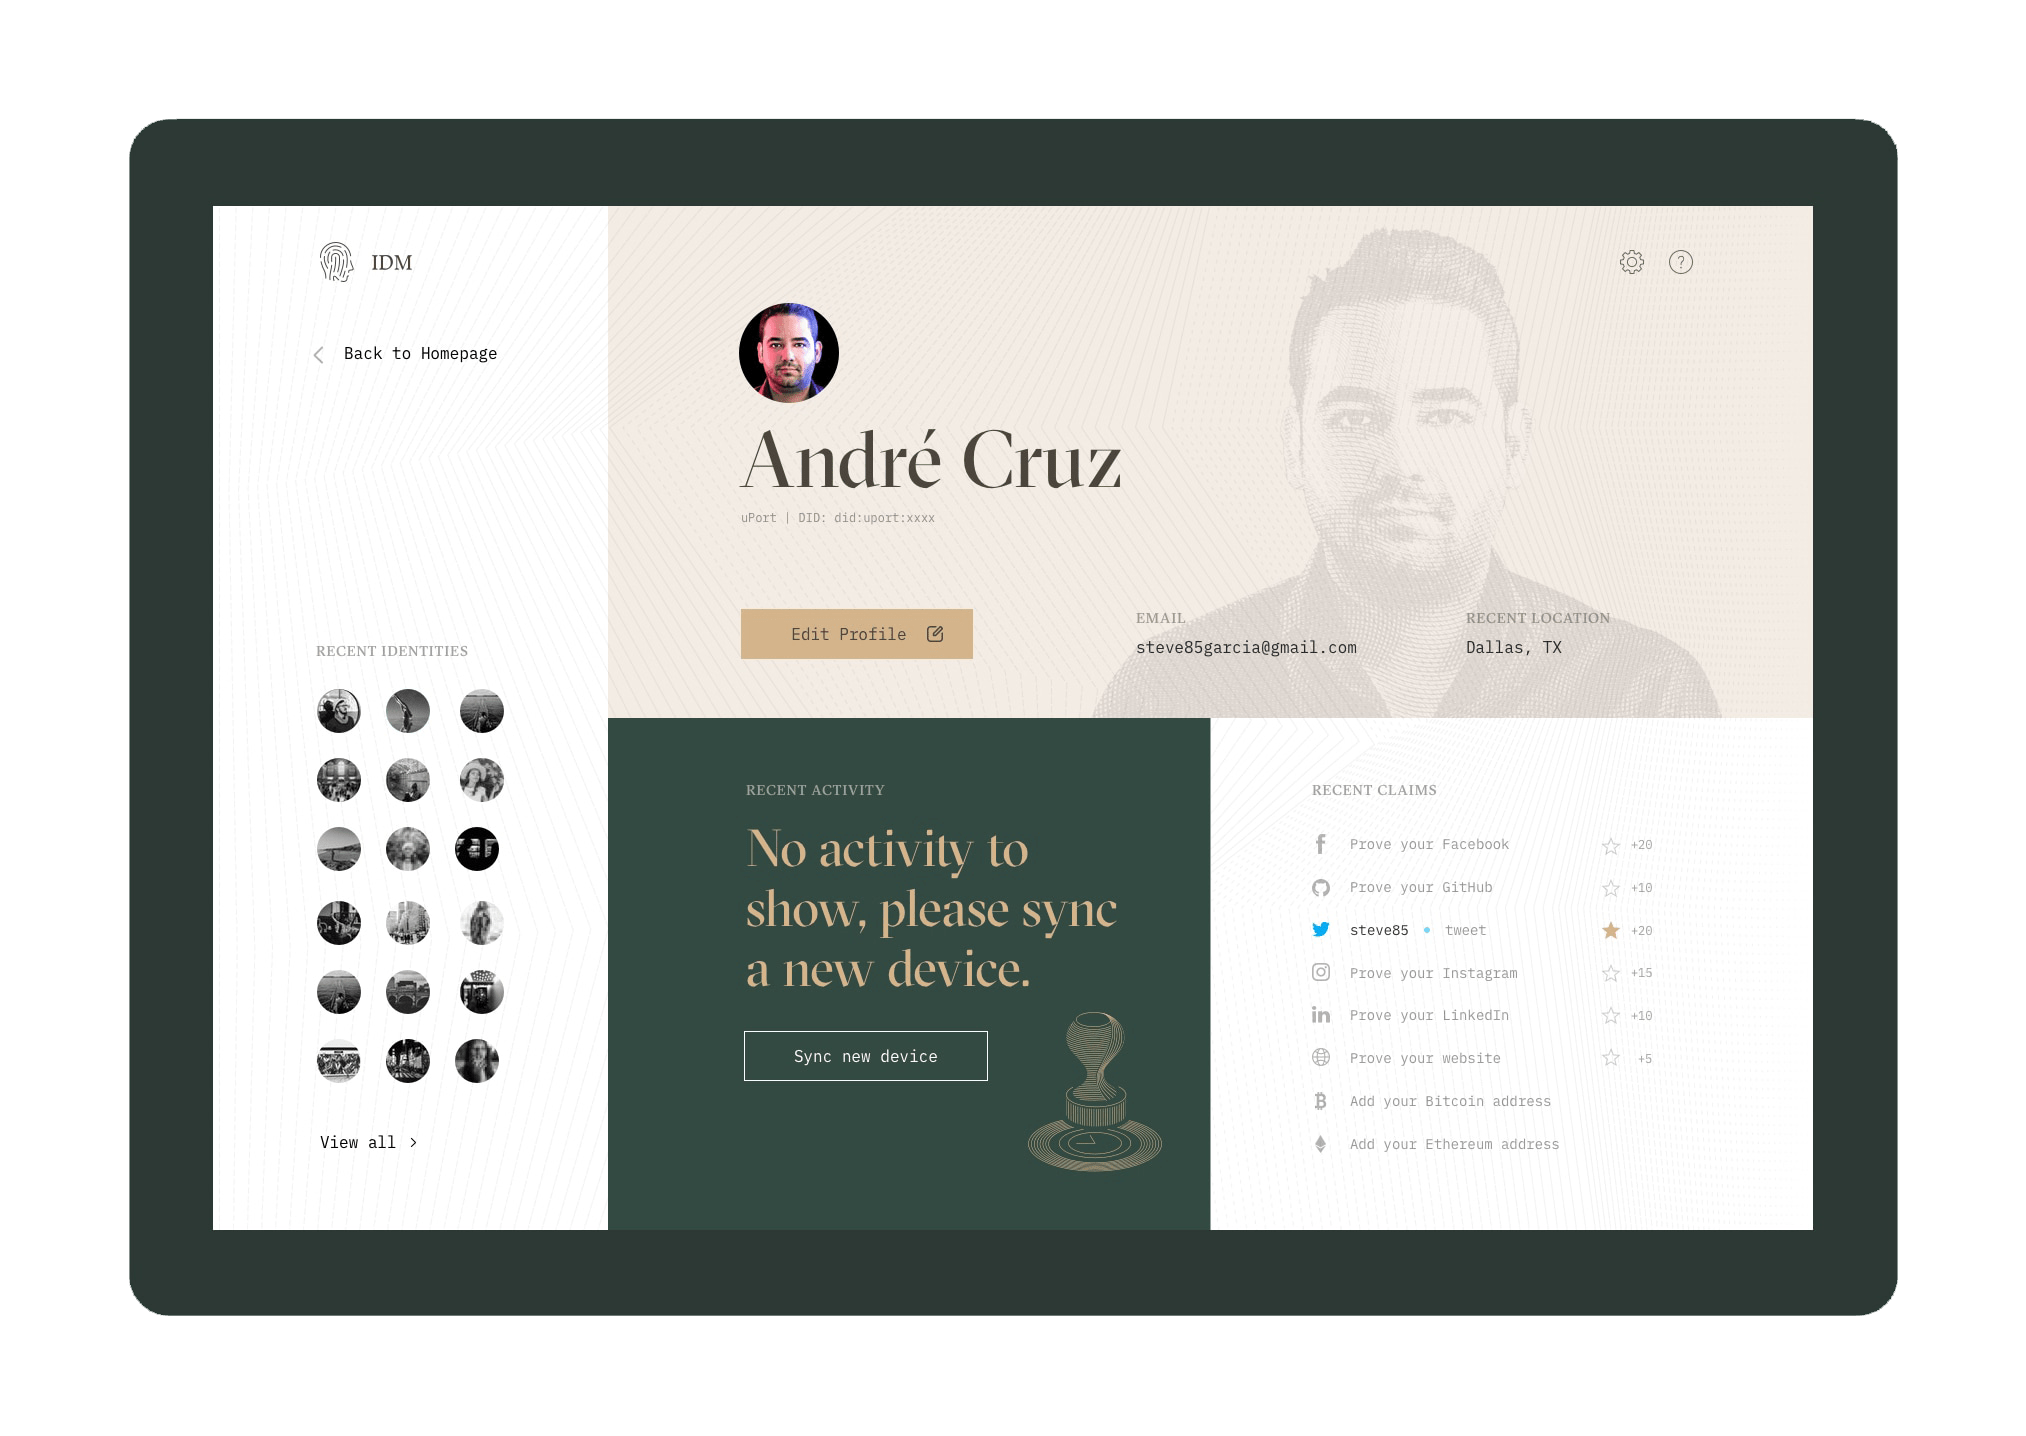 IDM
Back to Homepage
RECENT IDENTITIES
View all
André Cruz
uPort | DID: did:uport:xxxx
Edit Profile
EMAIL
steve85garcia@gmail.com
RECENT LOCATION
Dallas, TX
RECENT ACTIVITY
No activity to
show, please sync
a new device.
Sync new device
RECENT CLAIMS
Prove your Facebook +20
Prove your GitHub +10
steve85 • tweet +20
Prove your Instagram +15
Prove your LinkedIn +10
Prove your website +5
Add your Bitcoin address
Add your Ethereum address